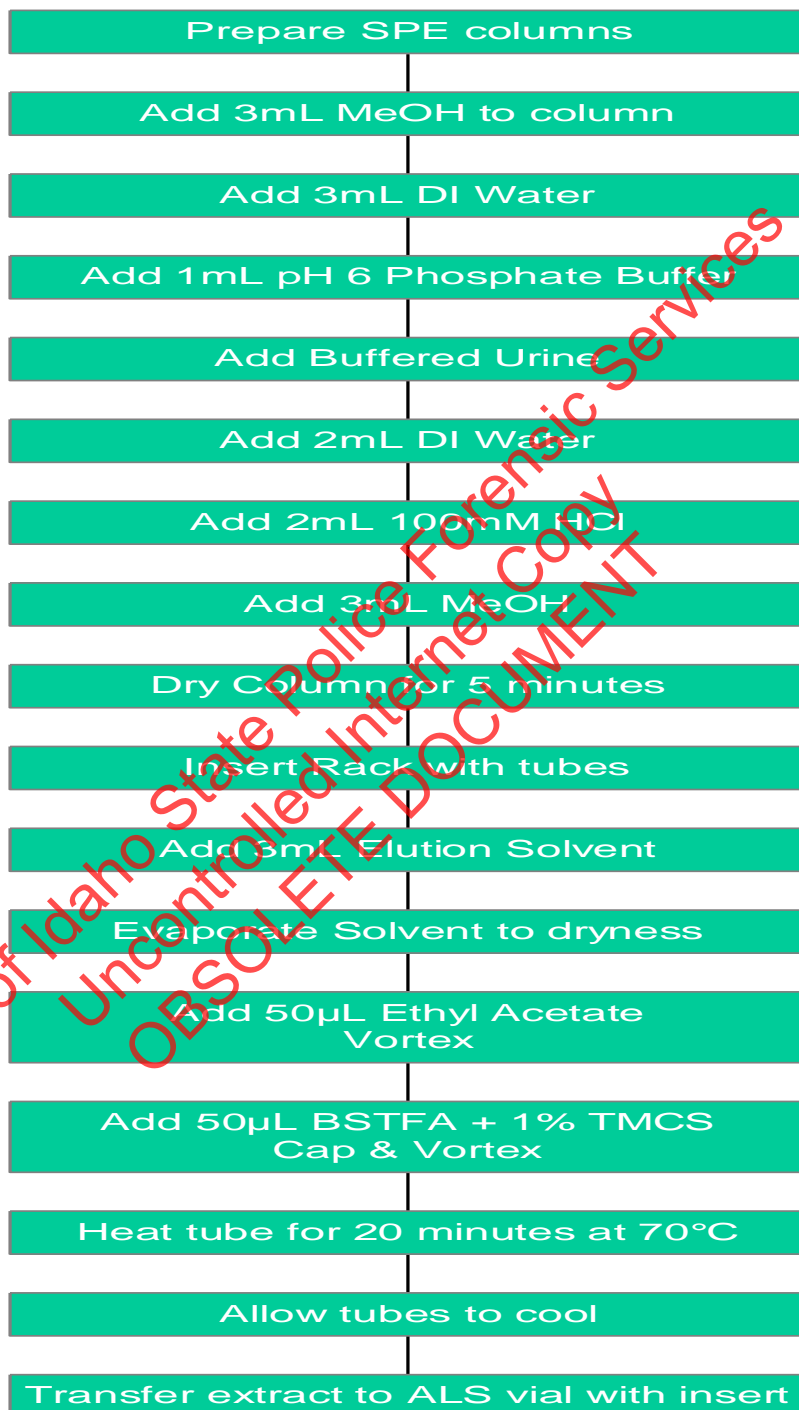 Prepare SPE columns
Add 3mL MeOH to column
Add 3mL DI Water
Add 1mL pH 6 Phosphate Buffer
Add Buffered Urine
Add 2mL DI Water
Add 2mL 100mM HCl
Add 3mL MeOH
Dry Column for 5 minutes
Insert Rack with tubes
Add 3mL Elution Solvent
Evaporate Solvent to dryness
Add 50µL Ethyl Acetate
Vortex
Add 50µL BSTFA + 1% TMCS
Cap & Vortex
Heat tube for 20 minutes at 70°C
Allow tubes to cool
Transfer extract to ALS vial with insert
of Idaho State Police Forensic Services
Uncontrolled Internet Copy
OBSOLETE DOCUMENT